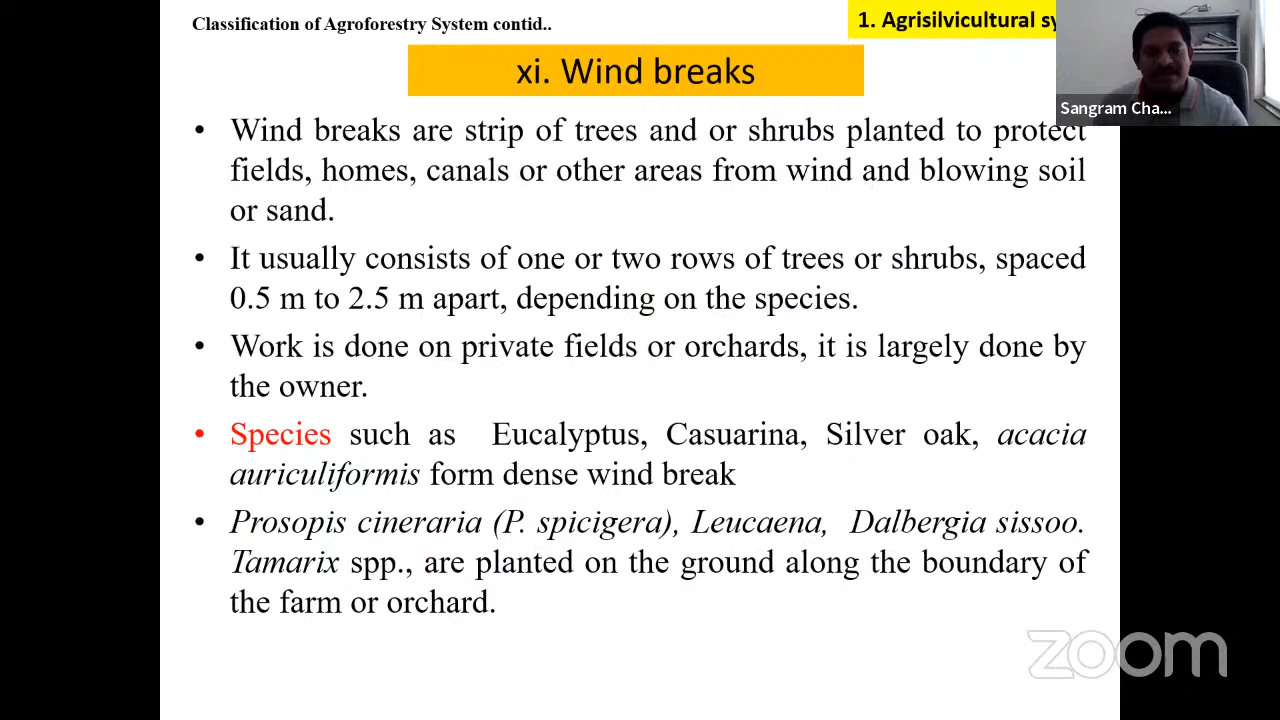 Classification of Agroforestry System contid..
1. Agrisilvicultural sy
xi. Wind breaks
Sangram Cha...
• Wind breaks are strip of trees and or shrubs planted to protect
fields, homes, canals or other areas from wind and blowing soil
or sand.
• It usually consists of one or two rows of trees or shrubs, spaced
0.5 m to 2.5 m apart, depending on the species.
• Work is done on private fields or orchards, it is largely done by
the owner.
• Species such as Eucalyptus, Casuarina, Silver oak, acacia
auriculiformis form dense wind break
• Prosopis cineraria (P. spicigera), Leucaena, Dalbergia sissoo.
Tamarix spp., are planted on the ground along the boundary of
the farm or orchard.
zoom